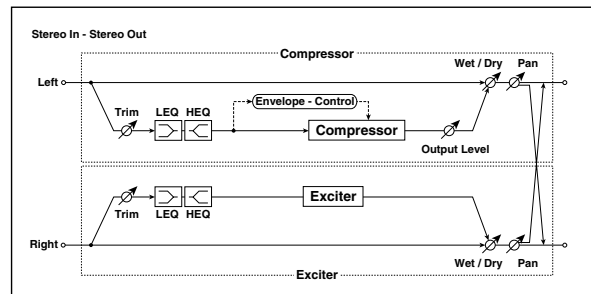 Stereo In - Stereo Out
Compressor
Wet / Dry Pan
Left
Envelope - Control
Trim LEQ HEQ
Compressor
Output Level
Exciter
Trim LEQ HEQ
Right
Wet / Dry Pan
Exciter